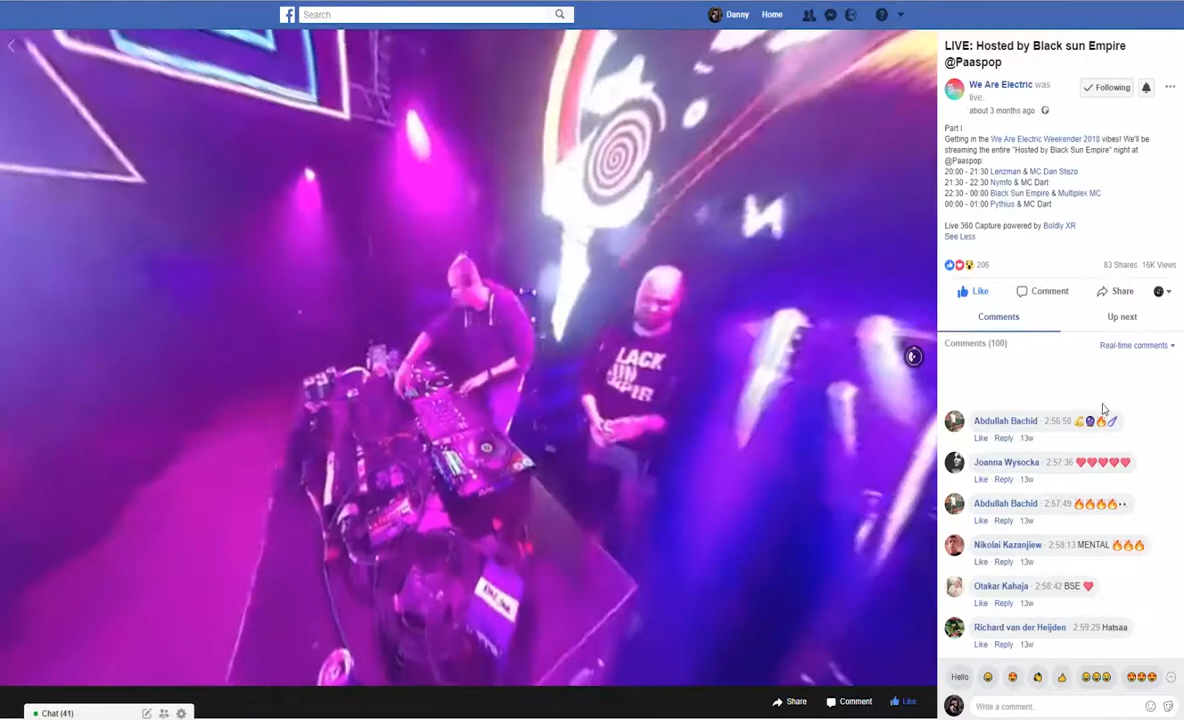 Search
Danny
Home
LIVE: Hosted by Black sun Empire
@Paaspop
We Are Electric was
live.
Following
about 3 months ago
Part I
Getting in the We Are Electric Weekender 2018 vibes! We'll be
streaming the entire "Hosted by Black Sun Empire" night at
@Paaspop:
20:00 - 21:30 Lenzman & MC Dan Stezo
21:30 - 22:30 Nymfo & MC Dart
22:30 - 00:00 Black Sun Empire & Multiplex MC
00:00 - 01:00 Pythius & MC Dart
Live 360 Capture powered by Boldly XR
See Less
206
83 Shares 16K Views
Like Comment Share
Comments Up next
Comments (100)
Real-time comments
Abdullah Bachid · 2:56:50 💪🔮🔥☄
Like · Reply · 13w
Joanna Wysocka · 2:57:36 ❤❤❤❤❤
Like · Reply · 13w
Abdullah Bachid · 2:57:49 🔥🔥🔥🔥👀
Like · Reply · 13w
Nikolai Kazanjiew · 2:58:13 MENTAL 🔥🔥🔥
Like · Reply · 13w
Otakar Kahaja · 2:58:42 BSE ❤
Like · Reply · 13w
Richard van der Heijden · 2:59:29 Hatsaa
Like · Reply · 13w
Hello
Write a comment...
LACK
UN
MPIR
Share Comment Like
Chat (41)